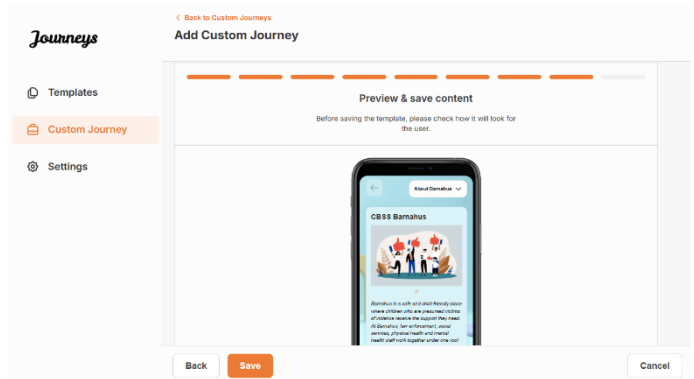 Journeys
Templates
Custom Journey
Settings
< Back to Custom Journeys
Add Custom Journey
Preview & save content
Before saving the template, please check how it will look for
the user.
About Barnahus
CBSS Barnahus
Barnahus is a safe and child-friendly place
where children who are presumed victims
of violence receive the support they need.
At Barnahus, law enforcement, social
services, physical health and mental
health staff work together under one roof.
Back
Save
Cancel